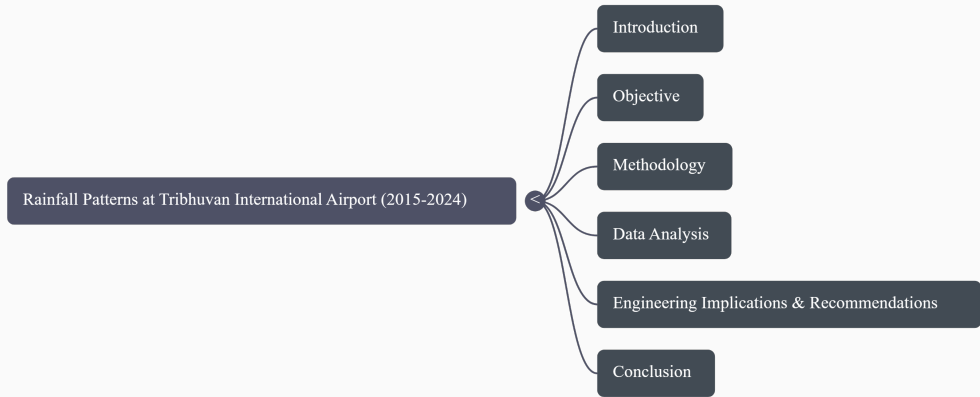 Introduction
Objective
Methodology
Rainfall Patterns at Tribhuvan International Airport (2015-2024)
<
Data Analysis
Engineering Implications & Recommendations
Conclusion